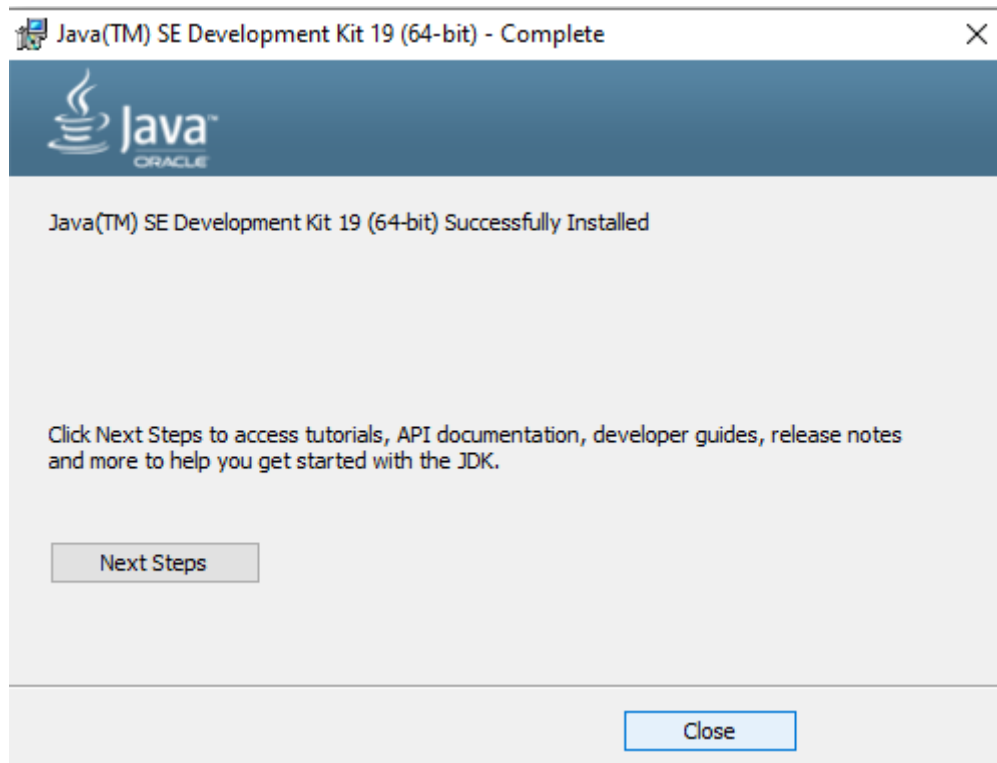 Java(TM) SE Development Kit 19 (64-bit) - Complete
Java™
ORACLE
Java(TM) SE Development Kit 19 (64-bit) Successfully Installed
Click Next Steps to access tutorials, API documentation, developer guides, release notes
and more to help you get started with the JDK.
Next Steps
Close